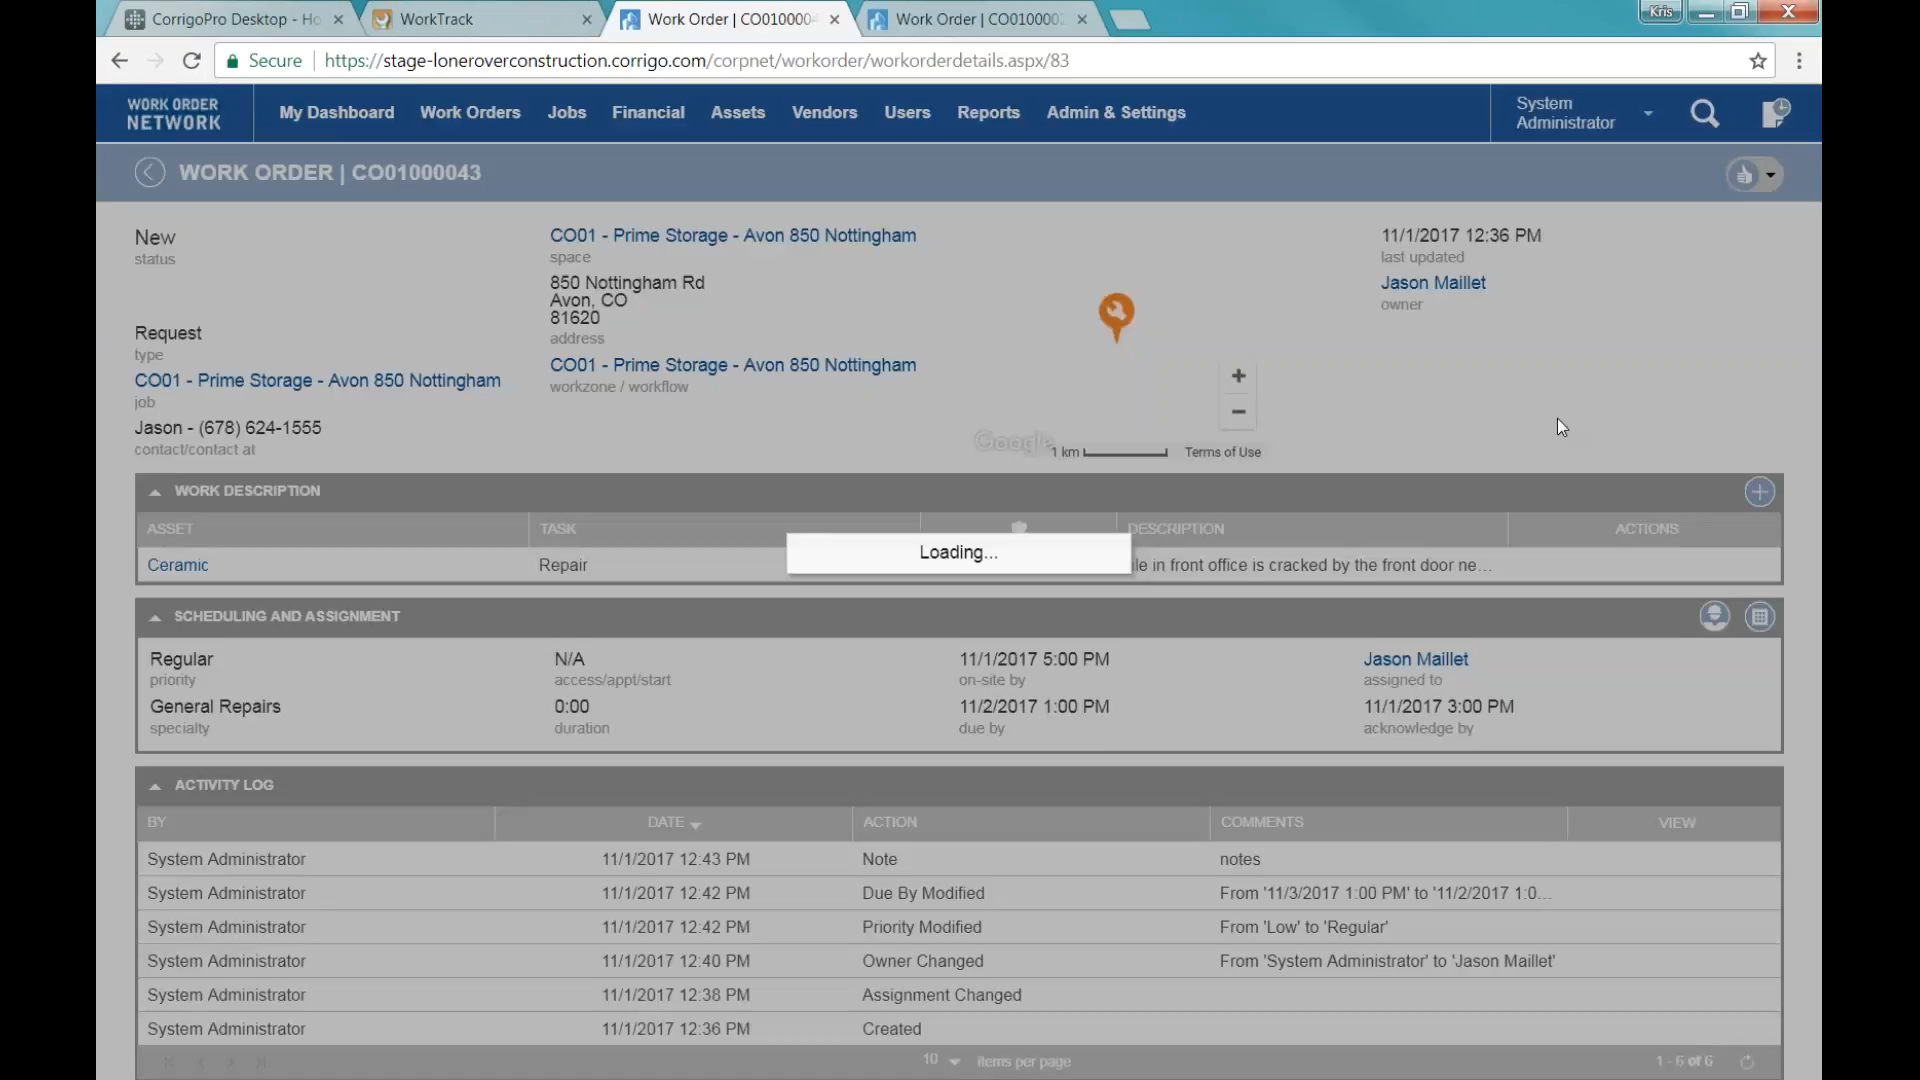 CorrigoPro Desktop - Ho
WorkTrack
Work Order | CO0100004
Work Order | CO0100002
Kris
Secure
https://stage-loneroverconstruction.corrigo.com/corpnet/workorder/workorderdetails.aspx/83
WORK ORDER
NETWORK
My Dashboard
Work Orders
Jobs
Financial
Assets
Vendors
Users
Reports
Admin & Settings
System
Administrator
WORK ORDER | CO01000043
New
status
Request
type
CO01 - Prime Storage - Avon 850 Nottingham
job
Jason - (678) 624-1555
contact/contact at
CO01 - Prime Storage - Avon 850 Nottingham
space
850 Nottingham Rd
Avon, CO
81620
address
CO01 - Prime Storage - Avon 850 Nottingham
workzone / workflow
Google
1 km
Terms of Use
11/1/2017 12:36 PM
last updated
Jason Maillet
owner
WORK DESCRIPTION
ASSET TASK DESCRIPTION ACTIONS
Ceramic Repair le in front office is cracked by the front door ne...
Loading...
SCHEDULING AND ASSIGNMENT
Regular
priority
General Repairs
specialty
N/A
access/appt/start
0:00
duration
11/1/2017 5:00 PM
on-site by
11/2/2017 1:00 PM
due by
Jason Maillet
assigned to
11/1/2017 3:00 PM
acknowledge by
ACTIVITY LOG
BY DATE ACTION COMMENTS VIEW
System Administrator 11/1/2017 12:43 PM Note notes
System Administrator 11/1/2017 12:42 PM Due By Modified From '11/3/2017 1:00 PM' to '11/2/2017 1:0...
System Administrator 11/1/2017 12:42 PM Priority Modified From 'Low' to 'Regular'
System Administrator 11/1/2017 12:40 PM Owner Changed From 'System Administrator' to 'Jason Maillet'
System Administrator 11/1/2017 12:38 PM Assignment Changed
System Administrator 11/1/2017 12:36 PM Created
10 items per page 1 - 6 of 6